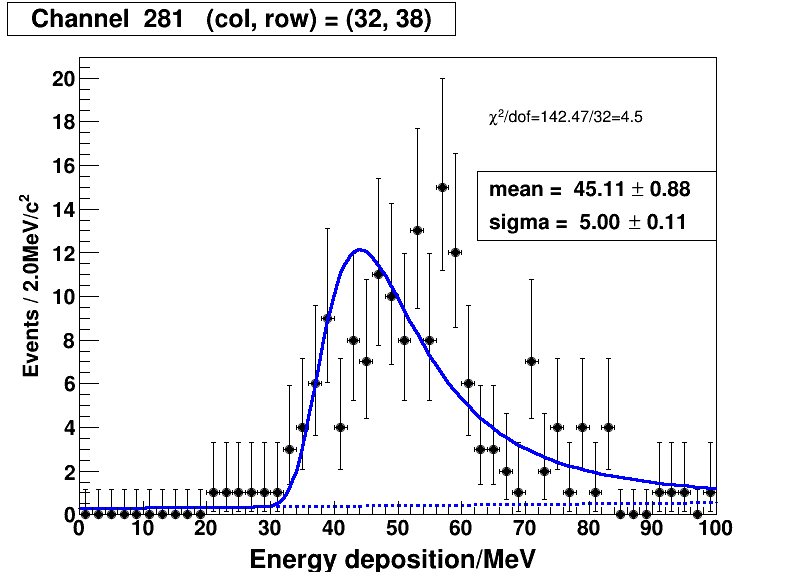 Channel 281 (col, row) = (32, 38)
χ²/dof=142.47/32=4.5
mean = 45.11 ± 0.88
sigma = 5.00 ± 0.11
Events / 2.0MeV/c²
20
18
16
14
12
10
8
6
4
2
0
0 10 20 30 40 50 60 70 80 90 100
Energy deposition/MeV